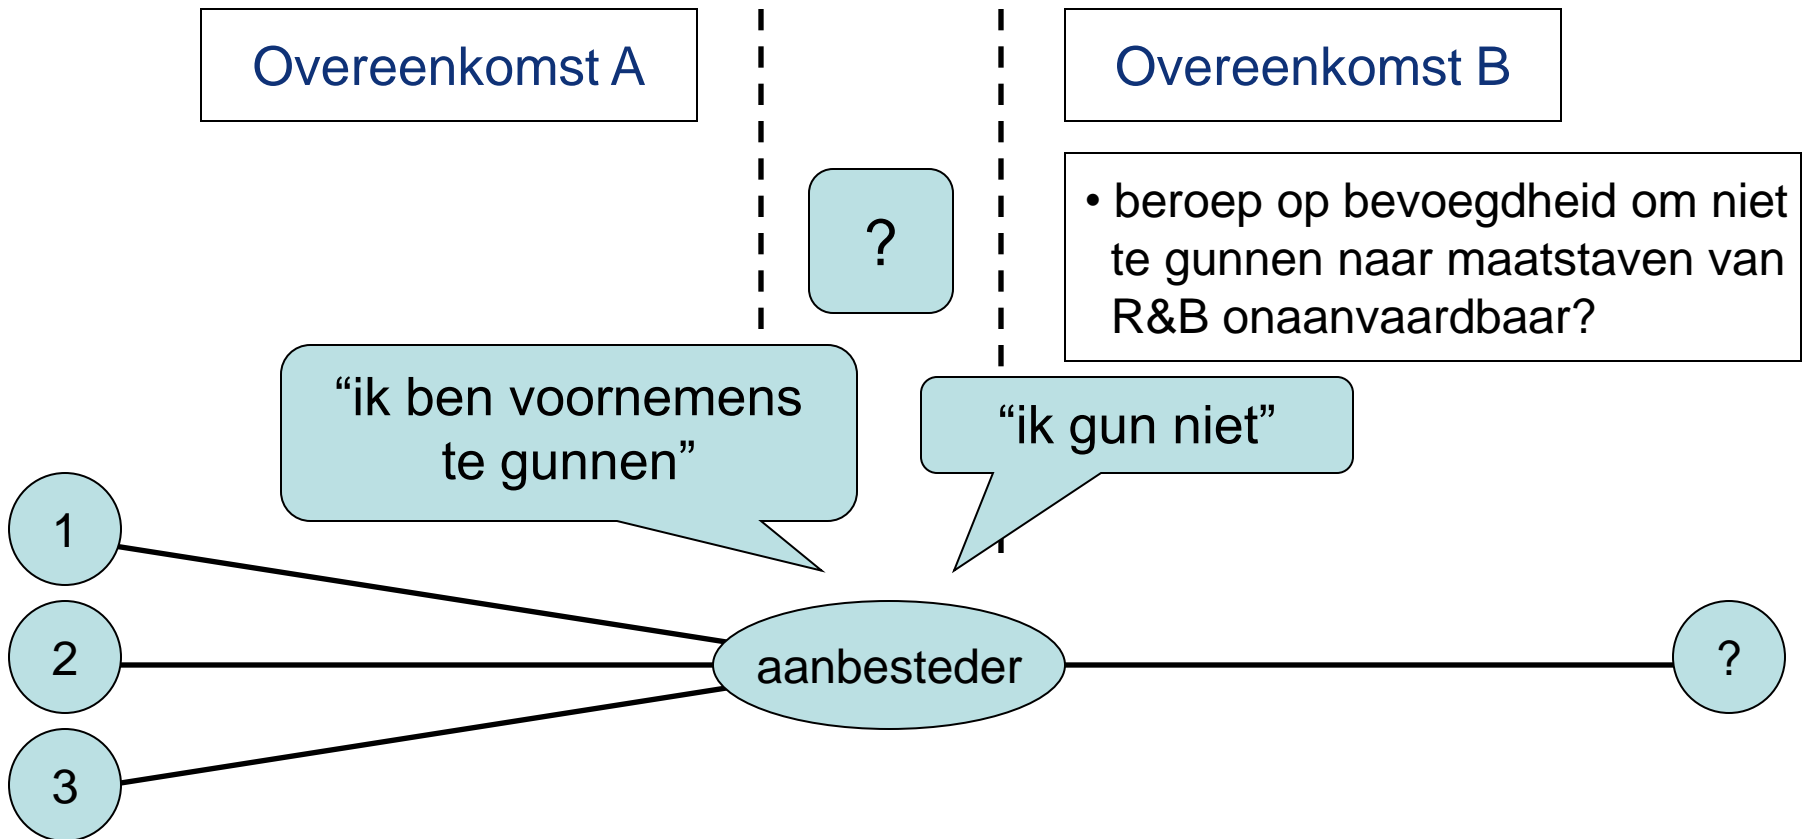 Overeenkomst A
Overeenkomst B
?
• beroep op bevoegdheid om niet
te gunnen naar maatstaven van
R&B onaanvaardbaar?
“ik ben voornemens
te gunnen”
“ik gun niet”
1
2
3
aanbesteder
?